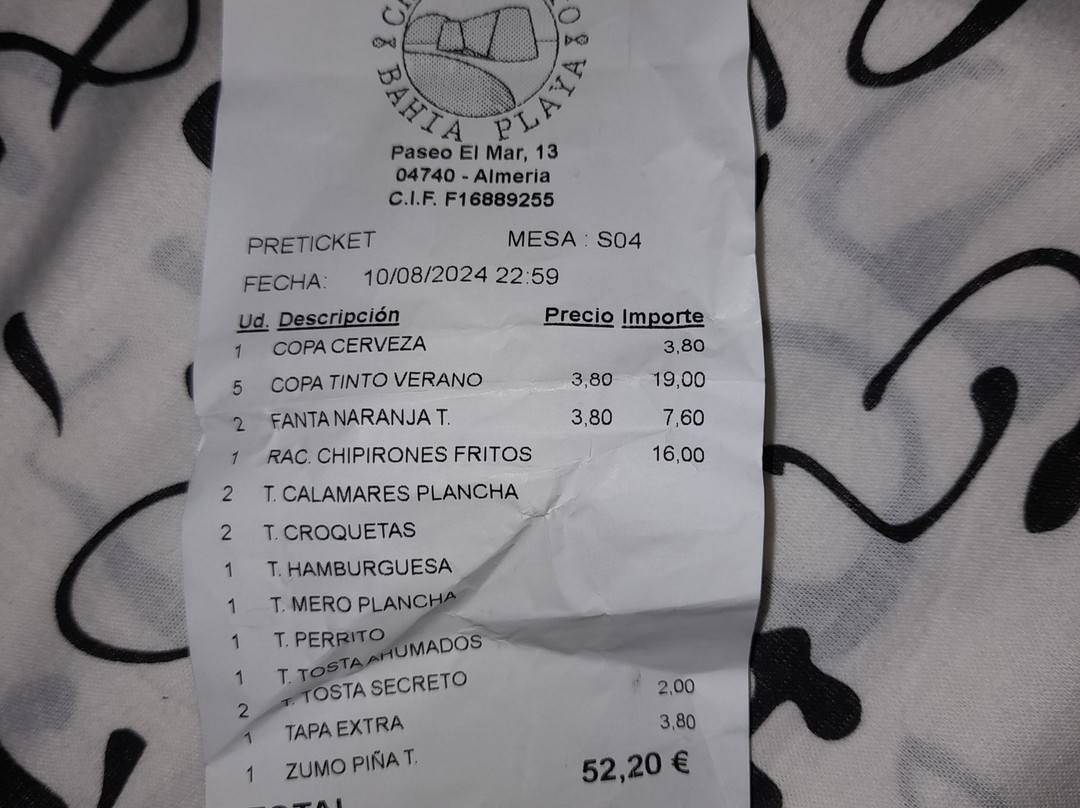 BAHIA PLAYA
Paseo El Mar, 13
04740 - Almeria
C.I.F. F16889255
PRETICKET MESA : S04
FECHA: 10/08/2024 22:59
Ud. Descripción Precio Importe
1 COPA CERVEZA 3,80
5 COPA TINTO VERANO 3,80 19,00
2 FANTA NARANJA T. 3,80 7,60
1 RAC. CHIPIRONES FRITOS 16,00
2 T. CALAMARES PLANCHA
2 T. CROQUETAS
1 T. HAMBURGUESA
1 T. MERO PLANCHA
1 T. PERRITO
1 T. TOSTA AHUMADOS
2 T. TOSTA SECRETO
1 TAPA EXTRA 2,00
1 ZUMO PIÑA T. 3,80
TOTAL 52,20 €